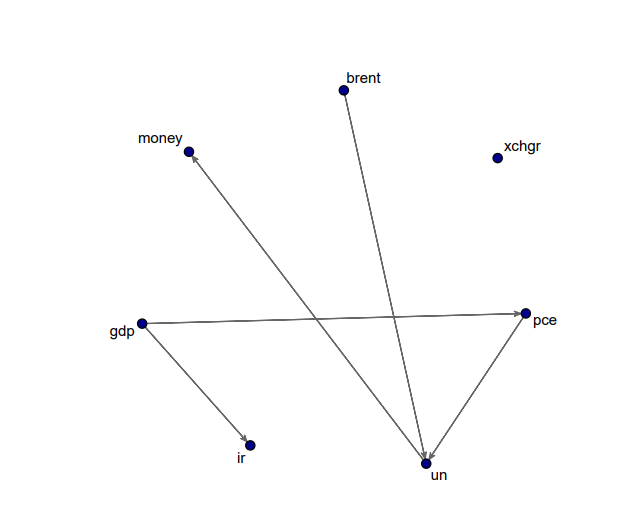 brent
money
xchgr
gdp
pce
ir
un